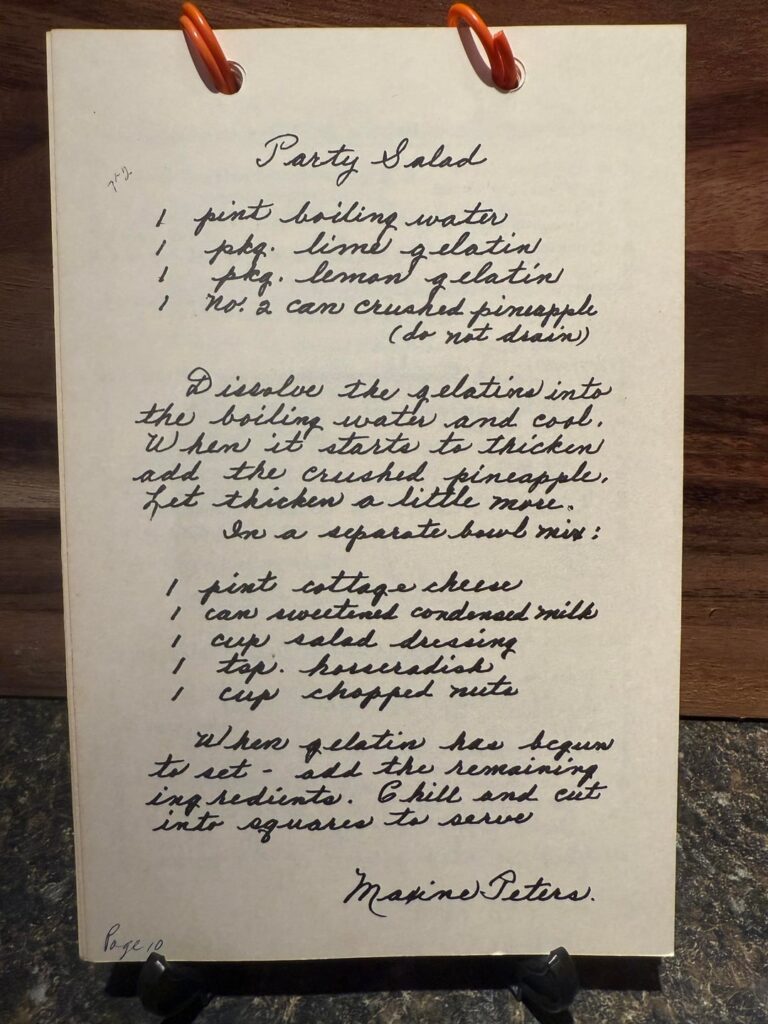 Party Salad
1 pint boiling water
1 pkg. lime gelatin
1 pkg. lemon gelatin
1 no. 2 can crushed pineapple
(do not drain)
Dissolve the gelatins into
the boiling water and cool.
When it starts to thicken
add the crushed pineapple.
Let thicken a little more.
In a separate bowl mix:
1 pint cottage cheese
1 can sweetened condensed milk
1 cup salad dressing
1 tsp. horseradish
1 cup chopped nuts
When gelatin has begun
to set - add the remaining
ingredients. Chill and cut
into squares to serve
Maxine Peters.
Page 10